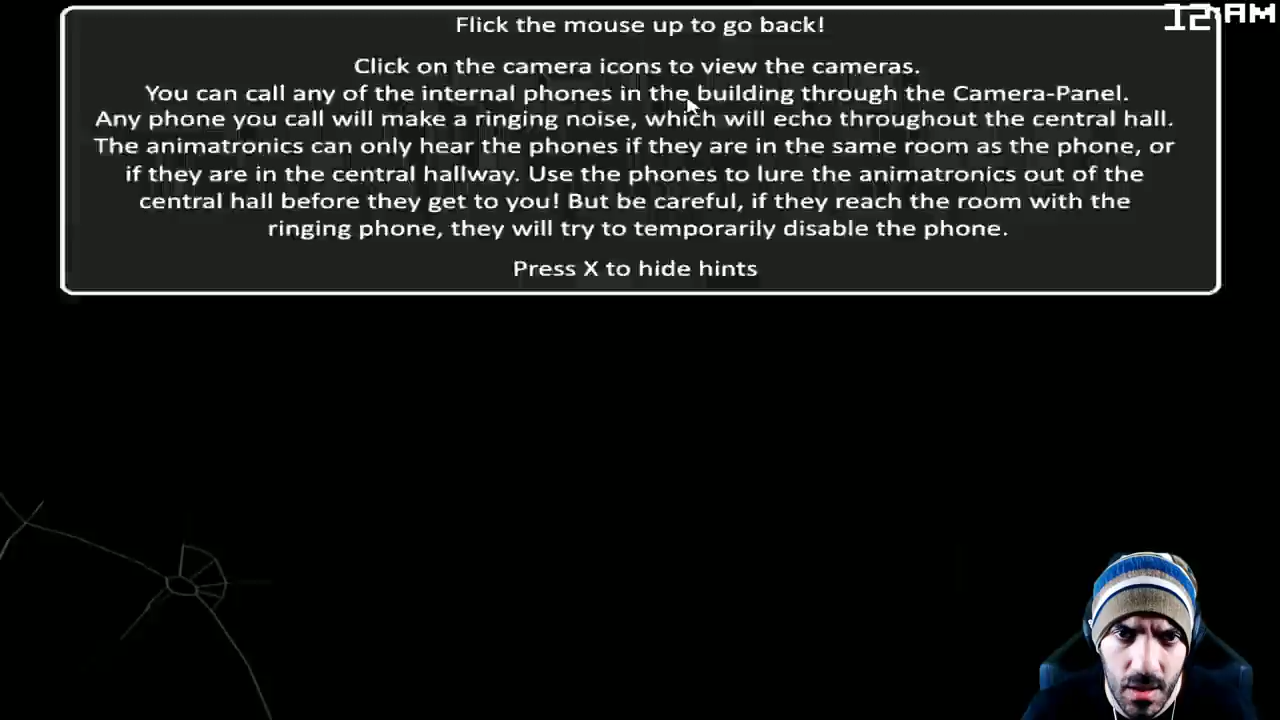 12 AM
Flick the mouse up to go back!
Click on the camera icons to view the cameras.
You can call any of the internal phones in the building through the Camera-Panel.
Any phone you call will make a ringing noise, which will echo throughout the central hall.
The animatronics can only hear the phones if they are in the same room as the phone, or
if they are in the central hallway. Use the phones to lure the animatronics out of the
central hall before they get to you! But be careful, if they reach the room with the
ringing phone, they will try to temporarily disable the phone.
Press X to hide hints